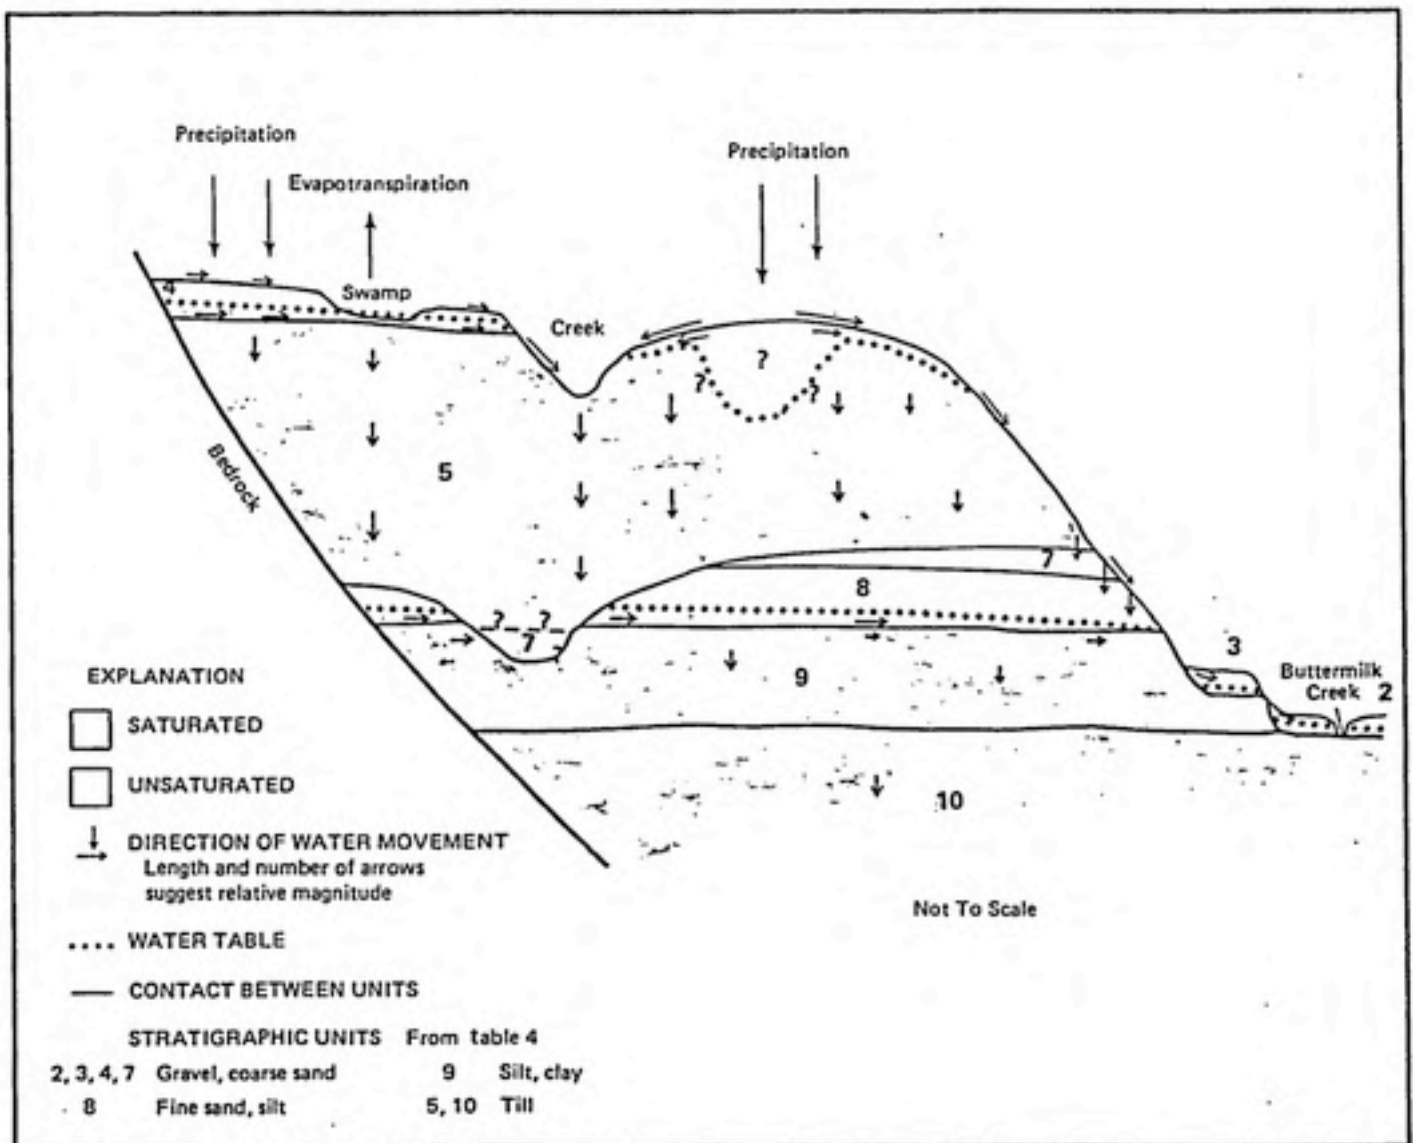 Precipitation
Precipitation
Evapotranspiration
4
Swamp
Creek
?
? ?
5
Bedrock
7
8
? ?
7
3
9
Buttermilk
Creek 2
10
EXPLANATION
SATURATED
UNSATURATED
DIRECTION OF WATER MOVEMENT
Length and number of arrows
suggest relative magnitude
Not To Scale
WATER TABLE
CONTACT BETWEEN UNITS
STRATIGRAPHIC UNITS From table 4
2, 3, 4, 7 Gravel, coarse sand 9 Silt, clay
8 Fine sand, silt 5, 10 Till